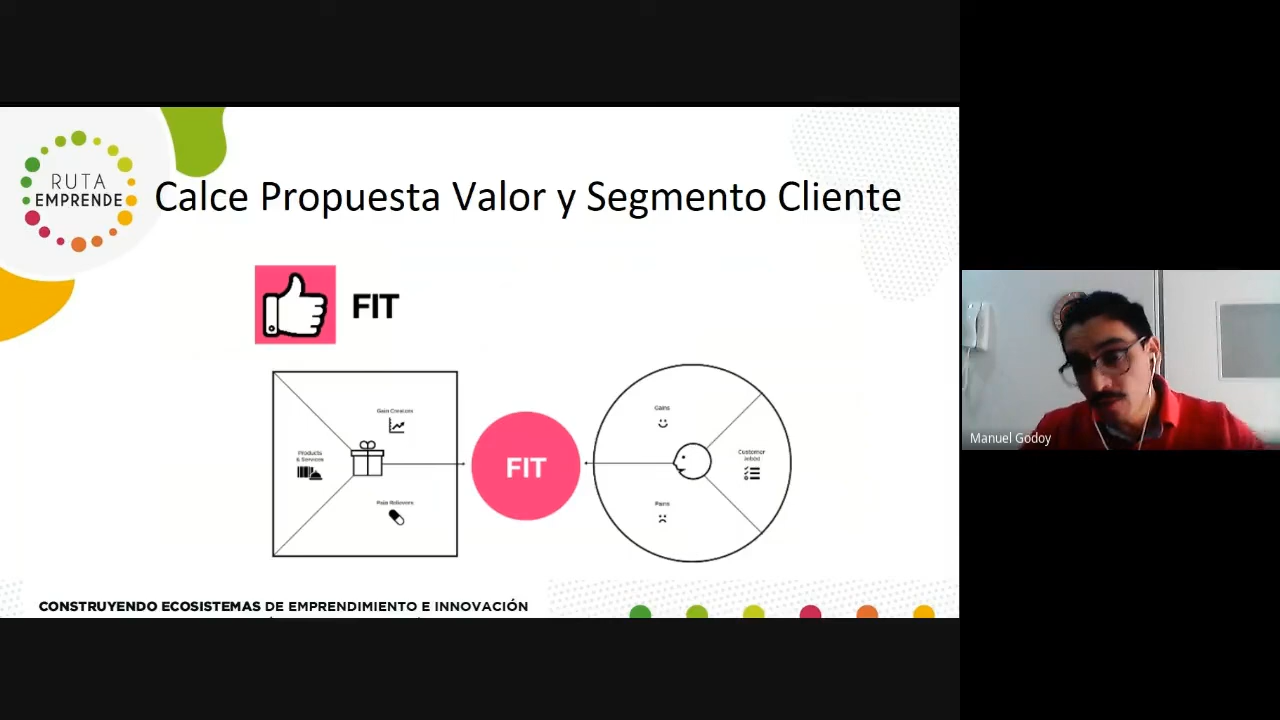 RUTA
EMPRENDE
Calce Propuesta Valor y Segmento Cliente
FIT
Gain Creators
Products
& Services
Pain Relievers
FIT
Gains
Customer
Pains
CONSTRUYENDO ECOSISTEMAS DE EMPRENDIMIENTO E INNOVACIÓN
Manuel Godoy